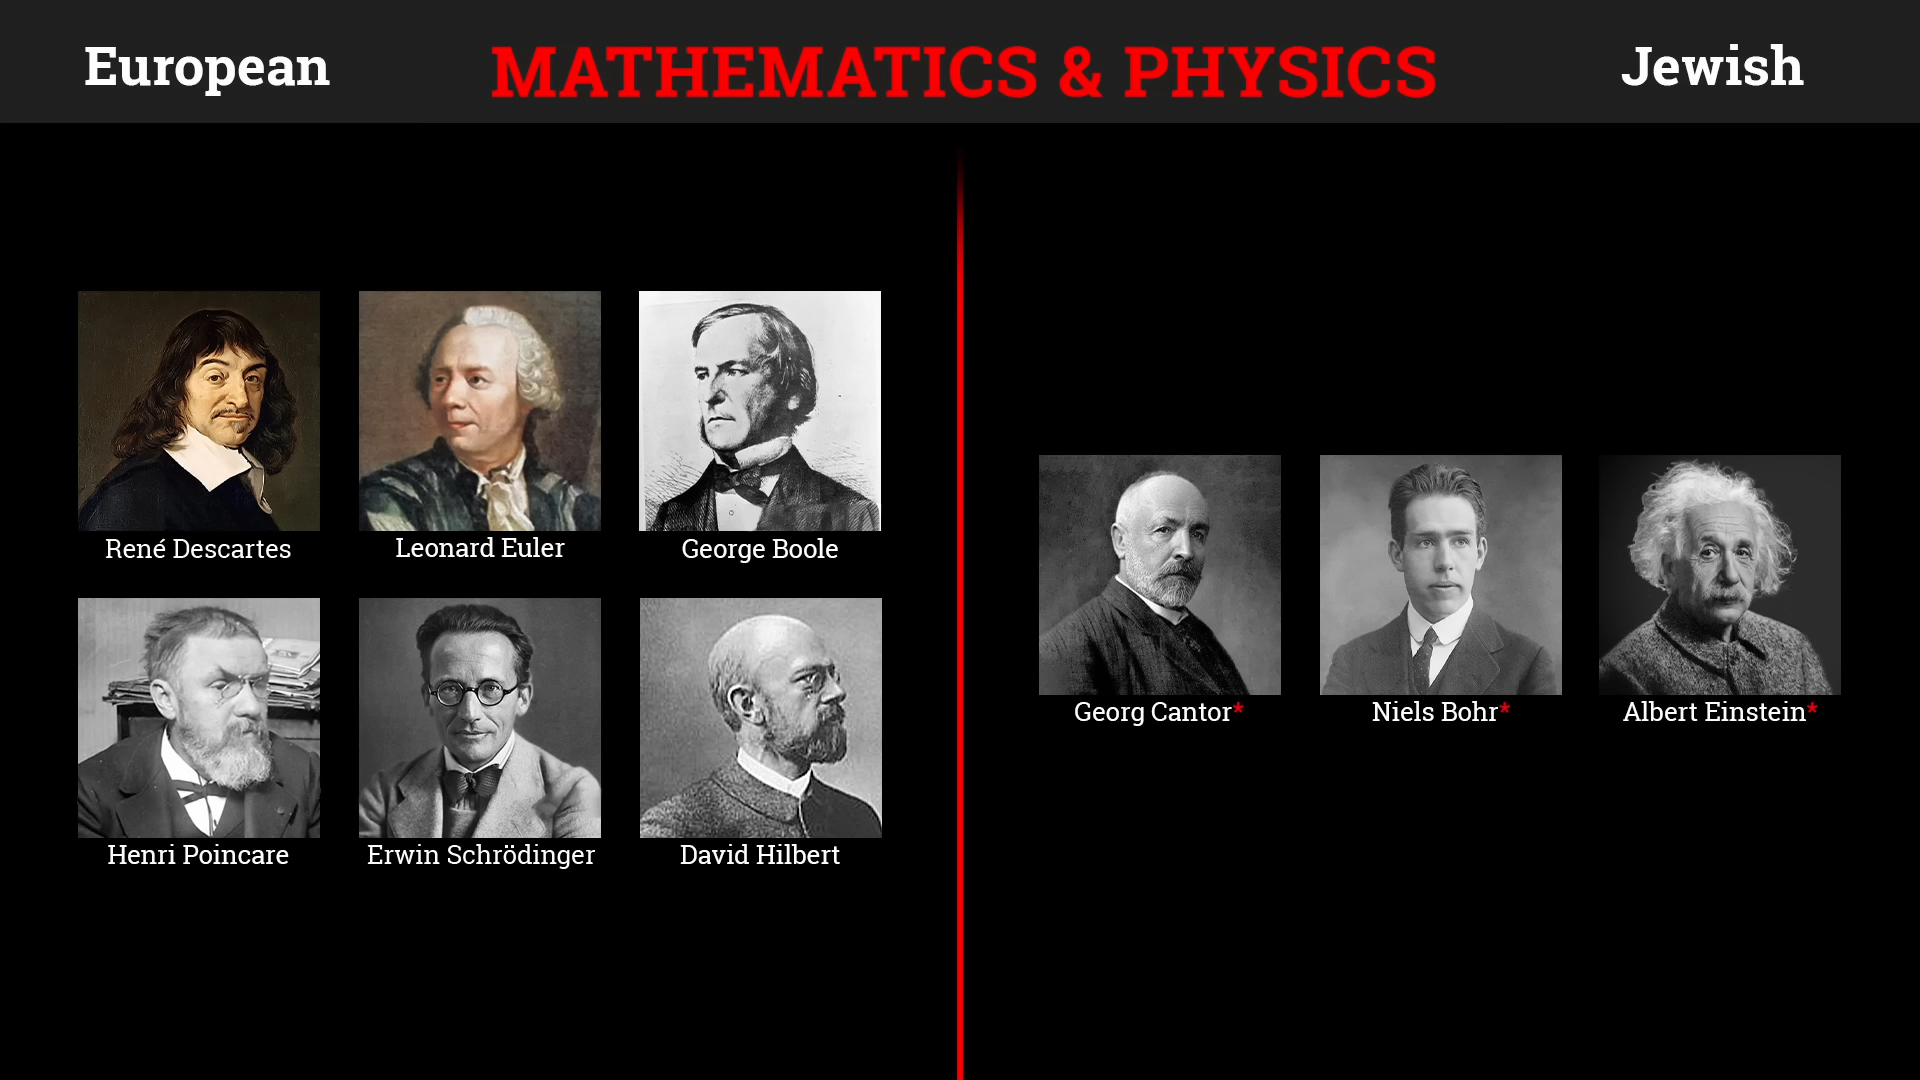 European
MATHEMATICS & PHYSICS
Jewish
René Descartes
Leonard Euler
George Boole
Henri Poincare
Erwin Schrödinger
David Hilbert
Georg Cantor*
Niels Bohr*
Albert Einstein*